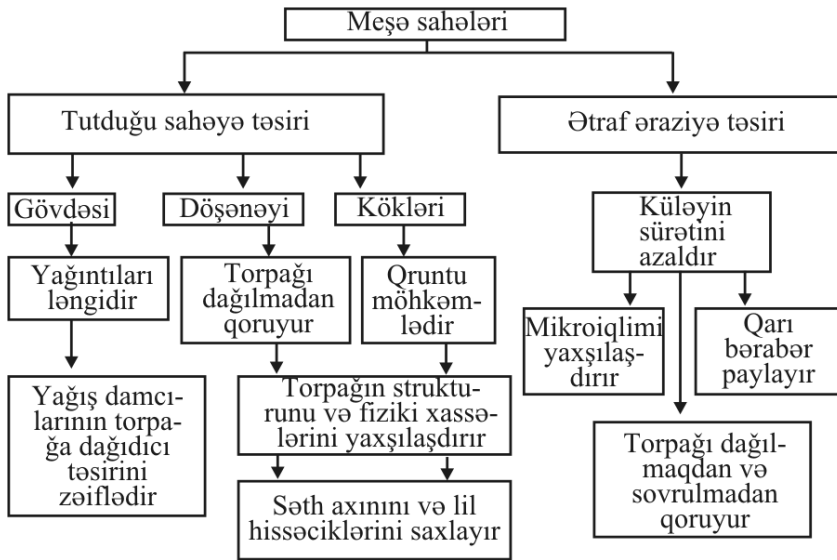 Meşə sahələri
Tutduğu sahəyə təsiri
Ətraf əraziyə təsiri
Gövdəsi
Döşənəyi
Kökləri
Küləyin
sürətini
azaldır
Yağıntıları
ləngidir
Torpağı
dağılmadan
qoruyur
Qruntu
möhkəm-
lədir
Mikroiqlimi
yaxşılaş-
dırır
Qarı
bərabər
paylayır
Yağış damcı-
larının torpa-
ğa dağıdıcı
təsirini
zəiflədir
Torpağın struktu-
runu və fiziki xassə-
lərini yaxşılaşdırır
Torpağı dağıl-
maqdan və
sovrulmadan
qoruyur
Səth axınını və lil
hissəciklərini saxlayır